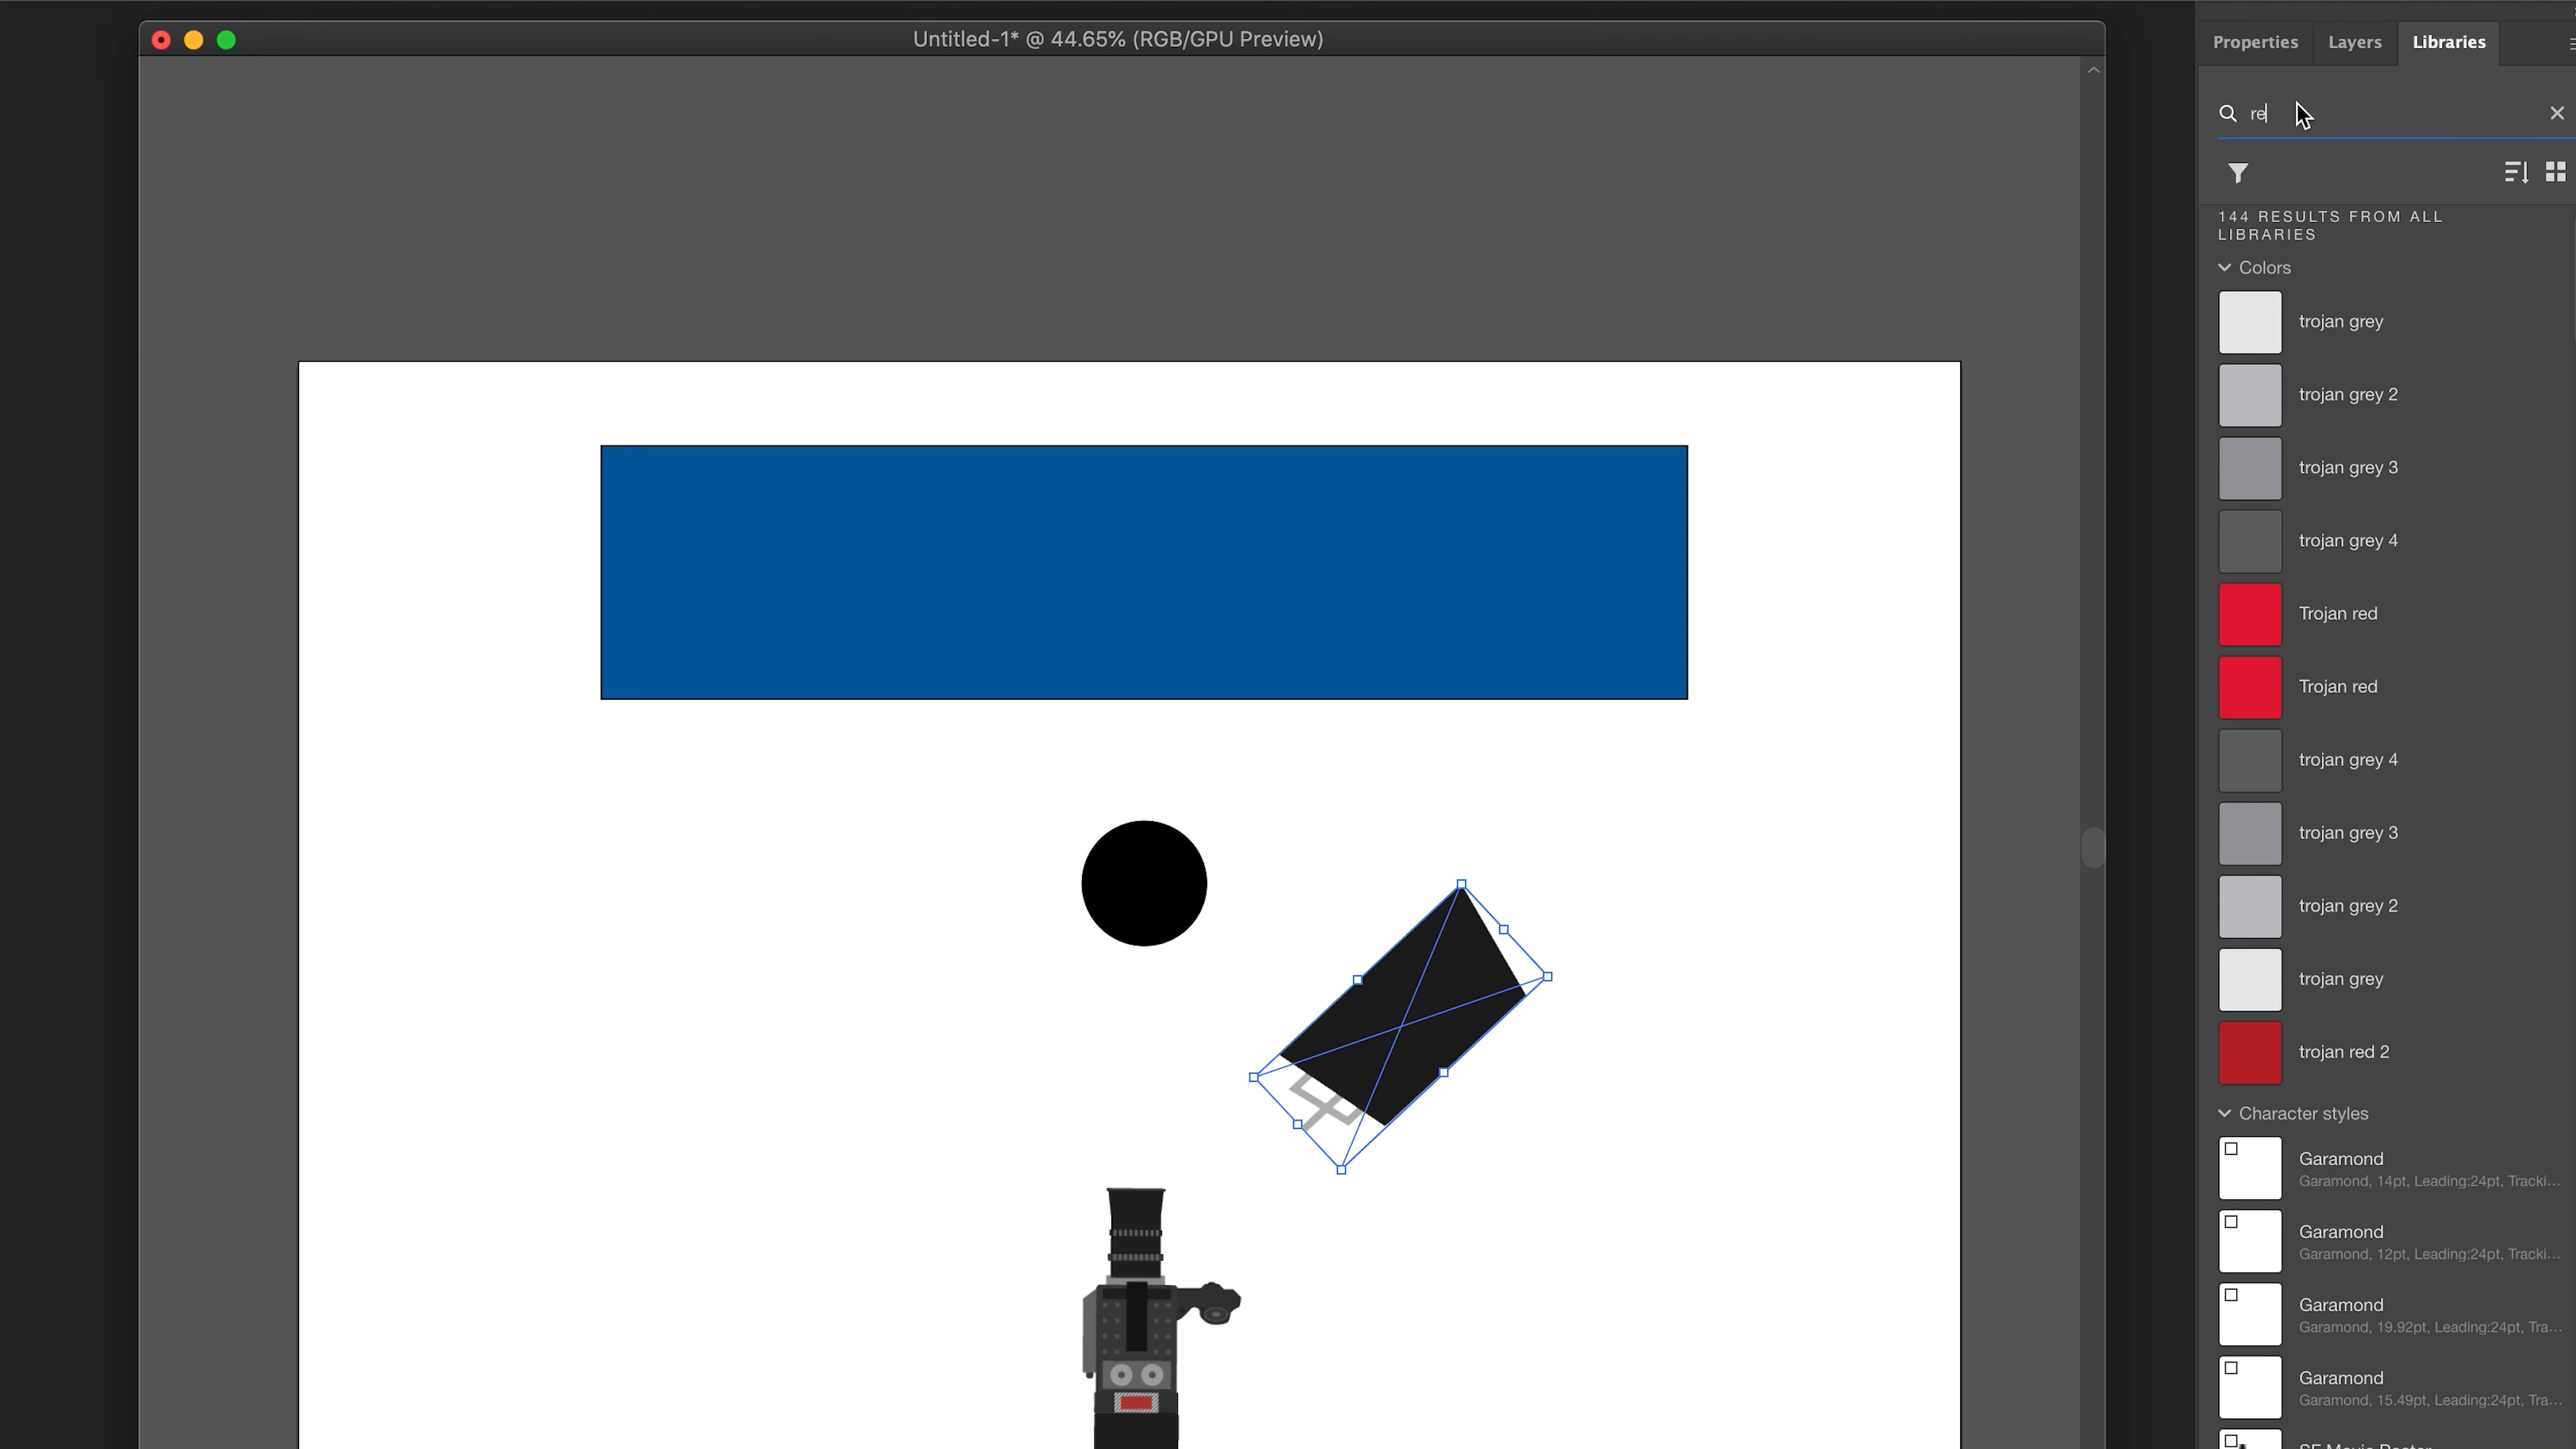 Untitled-1* @ 44.65% (RGB/GPU Preview)
Properties
Layers
Libraries
re
144 RESULTS FROM ALL
LIBRARIES
Colors
trojan grey
trojan grey 2
trojan grey 3
trojan grey 4
Trojan red
Trojan red
trojan grey 4
trojan grey 3
trojan grey 2
trojan grey
trojan red 2
Character styles
Garamond
Garamond, 14pt, Leading:24pt, Tracki...
Garamond
Garamond, 12pt, Leading:24pt, Tracki...
Garamond
Garamond, 19.92pt, Leading:24pt, Tra...
Garamond
Garamond, 15.49pt, Leading:24pt, Tra...